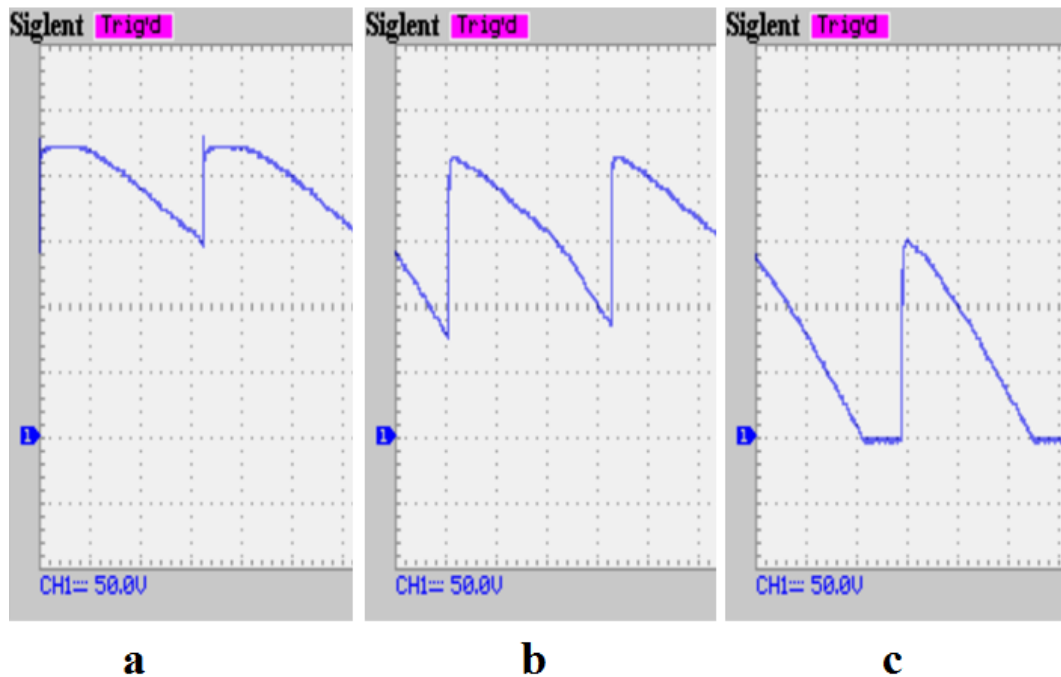 Siglent Trig'd
Siglent Trig'd
Siglent Trig'd
1
1
1
CH1⎓ 50.0V
CH1⎓ 50.0V
CH1⎓ 50.0V
a
b
c